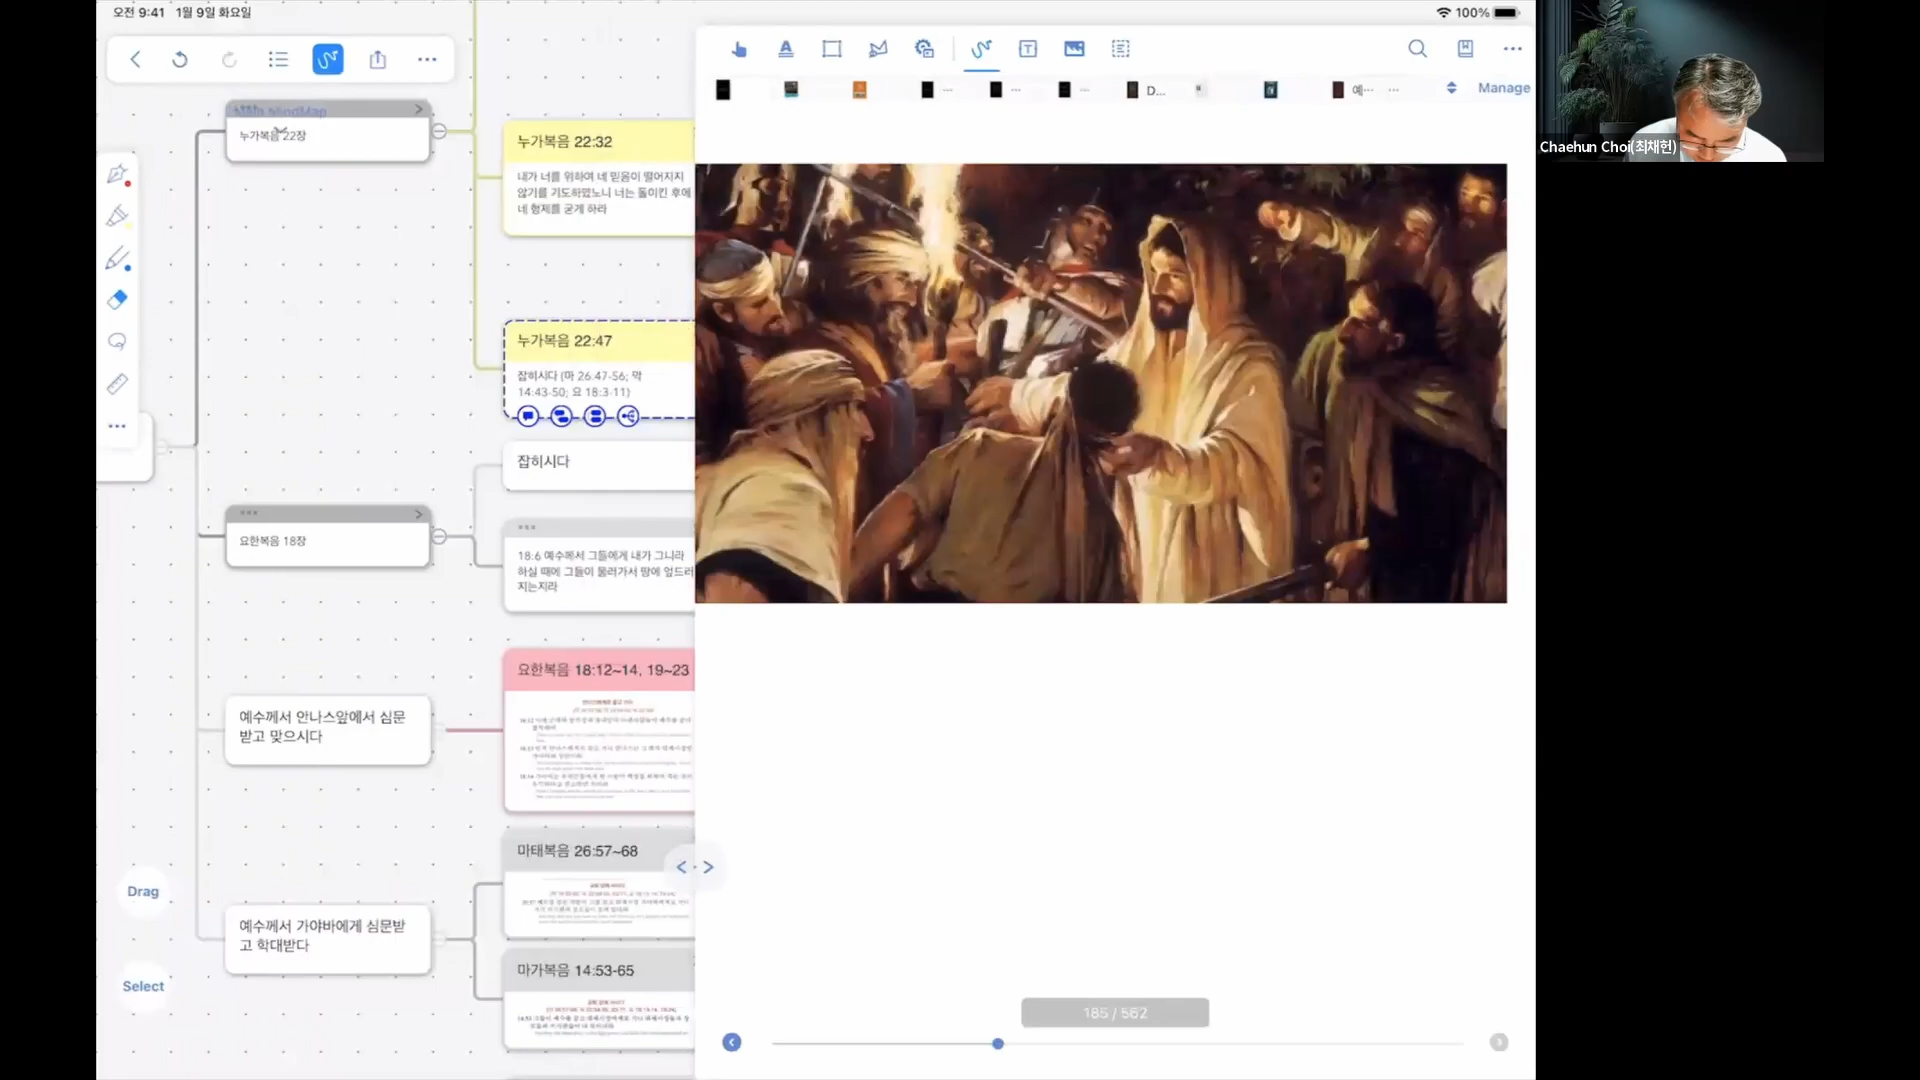 오전 9:41 1월 9일 화요일
100%
Main MindMap
누가복음 22장
누가복음 22:32
내가 너를 위하여 네 믿음이 떨어지지
않기를 기도하였노니 너는 돌이킨 후에
네 형제를 굳게 하라
누가복음 22:47
잡히시다 (마 26:47-56; 막
14:43-50; 요 18:3-11)
잡히시다
요한복음 18장
18:6 예수께서 그들에게 내가 그니라
하실 때에 그들이 물러가서 땅에 엎드러
지는지라
요한복음 18:12~14, 19~23
예수께서 안나스앞에서 심문
받고 맞으시다
마태복음 26:57~68
예수께서 가야바에게 심문받
고 학대받다
마가복음 14:53-65
Drag
Select
D...
예...
Manage
185 / 562
Chaehun Choi(최채헌)